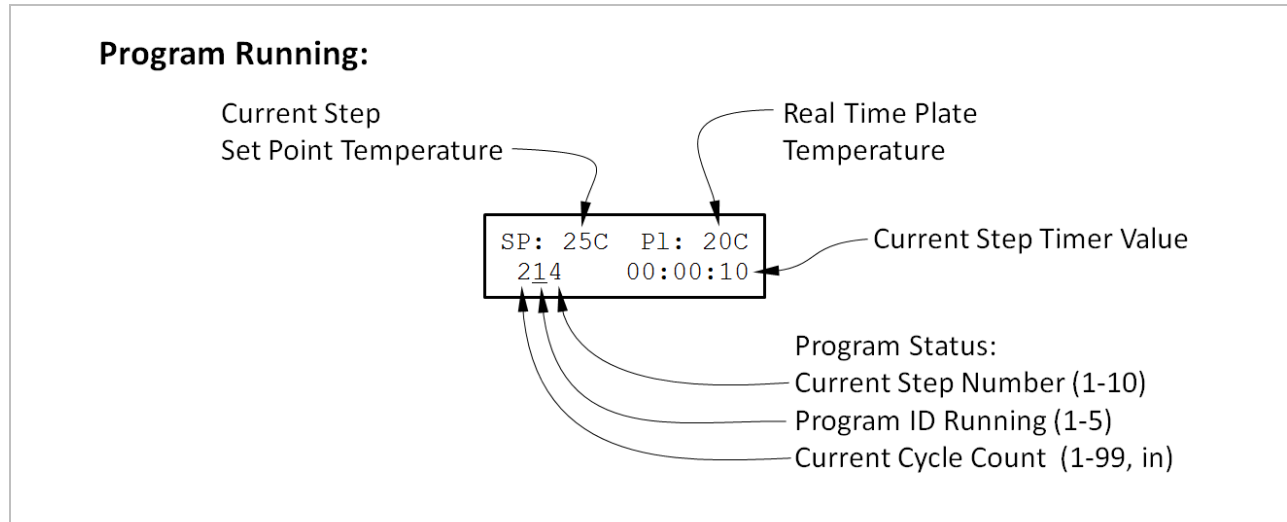 Program Running:
Current Step
Set Point Temperature
Real Time Plate
Temperature
SP: 25C Pl: 20C
214 00:00:10
Current Step Timer Value
Program Status:
Current Step Number (1-10)
Program ID Running (1-5)
Current Cycle Count (1-99, in)